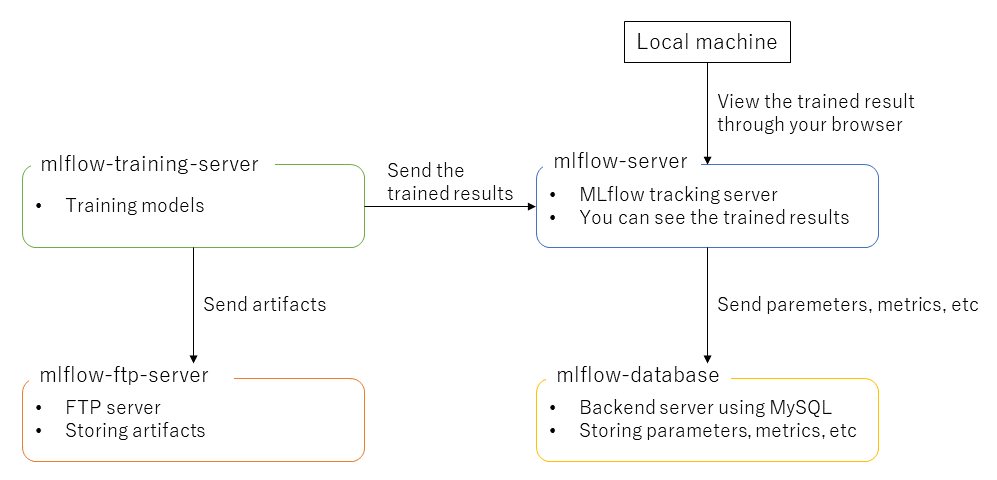 Local machine
View the trained result
through your browser
mlflow-training-server
• Training models
Send the
trained results
mlflow-server
• MLflow tracking server
• You can see the trained results
Send artifacts
Send paremeters, metrics, etc
mlflow-ftp-server
• FTP server
• Storing artifacts
mlflow-database
• Backend server using MySQL
• Storing parameters, metrics, etc